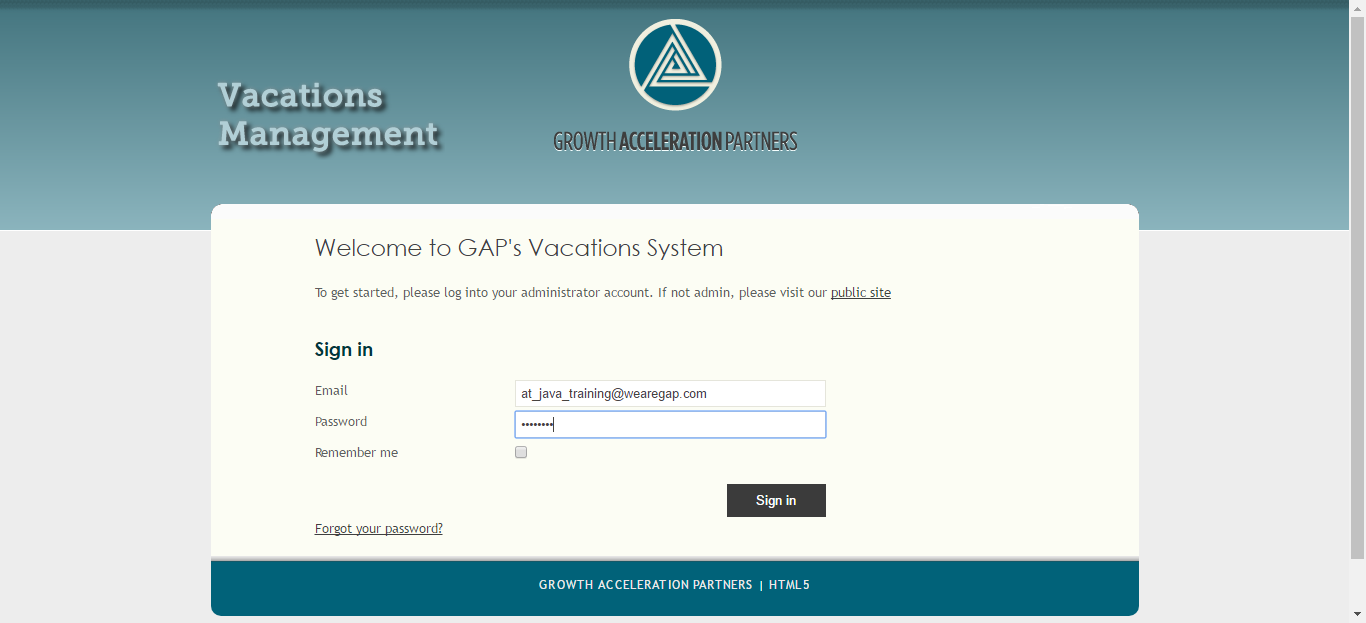 Vacations
Management
GROWTH ACCELERATION PARTNERS
Welcome to GAP's Vacations System
To get started, please log into your administrator account. If not admin, please visit our public site
Sign in
Email
at_java_training@wearegap.com
Password
••••••••
Remember me
Sign in
Forgot your password?
GROWTH ACCELERATION PARTNERS | HTML5